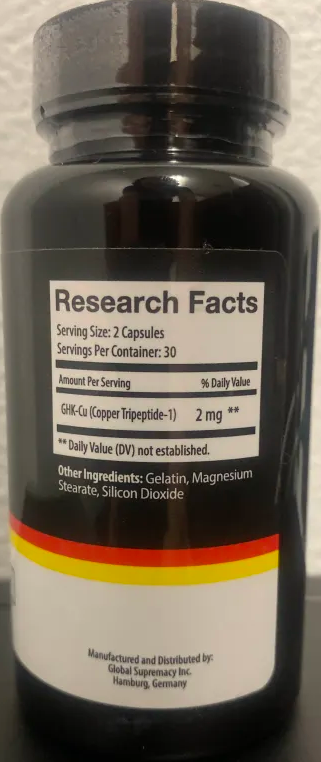 Research Facts
Serving Size: 2 Capsules
Servings Per Container: 30
Amount Per Serving % Daily Value
GHK-Cu (Copper Tripeptide-1) 2 mg **
** Daily Value (DV) not established.
Other Ingredients: Gelatin, Magnesium
Stearate, Silicon Dioxide
Manufactured and Distributed by:
Global Supremacy Inc.
Hamburg, Germany